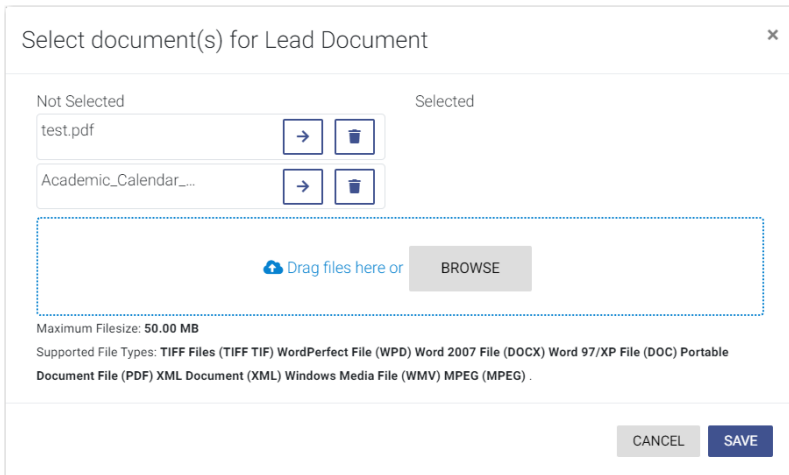 Select document(s) for Lead Document
×
Not Selected
Selected
test.pdf
Academic_Calendar_...
Drag files here or
BROWSE
Maximum Filesize: 50.00 MB
Supported File Types: TIFF Files (TIFF TIF) WordPerfect File (WPD) Word 2007 File (DOCX) Word 97/XP File (DOC) Portable
Document File (PDF) XML Document (XML) Windows Media File (WMV) MPEG (MPEG) .
CANCEL
SAVE